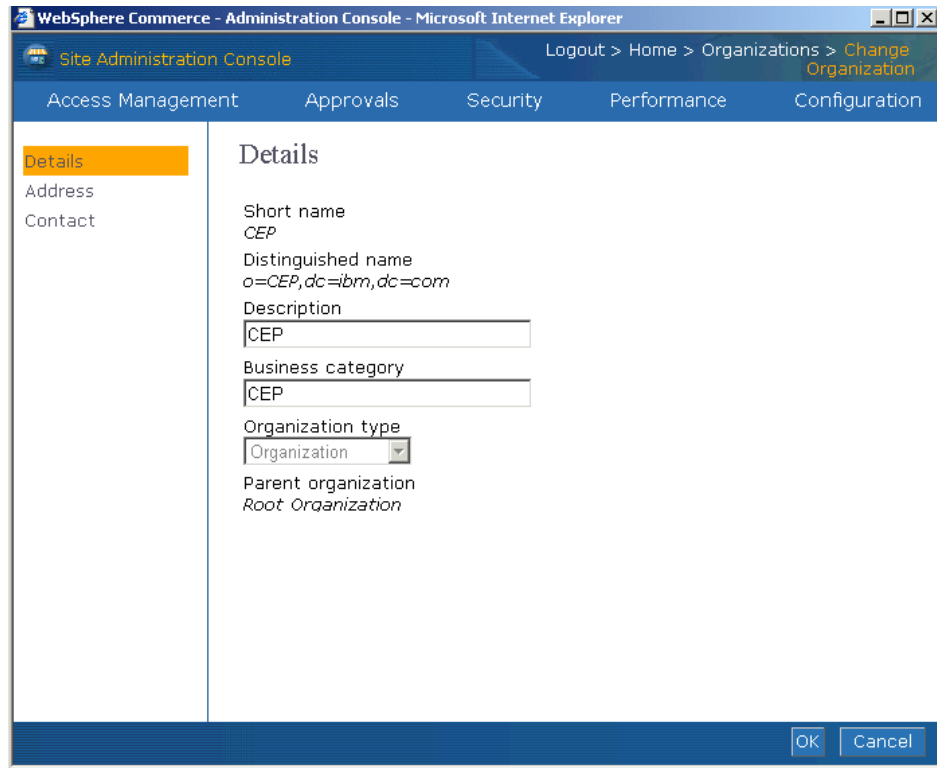 WebSphere Commerce - Administration Console - Microsoft Internet Explorer
Site Administration Console
Logout > Home > Organizations > Change
Organization
Access Management Approvals Security Performance Configuration
Details
Address
Contact
Details
Short name
CEP
Distinguished name
o=CEP,dc=ibm,dc=com
Description
CEP
Business category
CEP
Organization type
Organization
Parent organization
Root Organization
OK Cancel